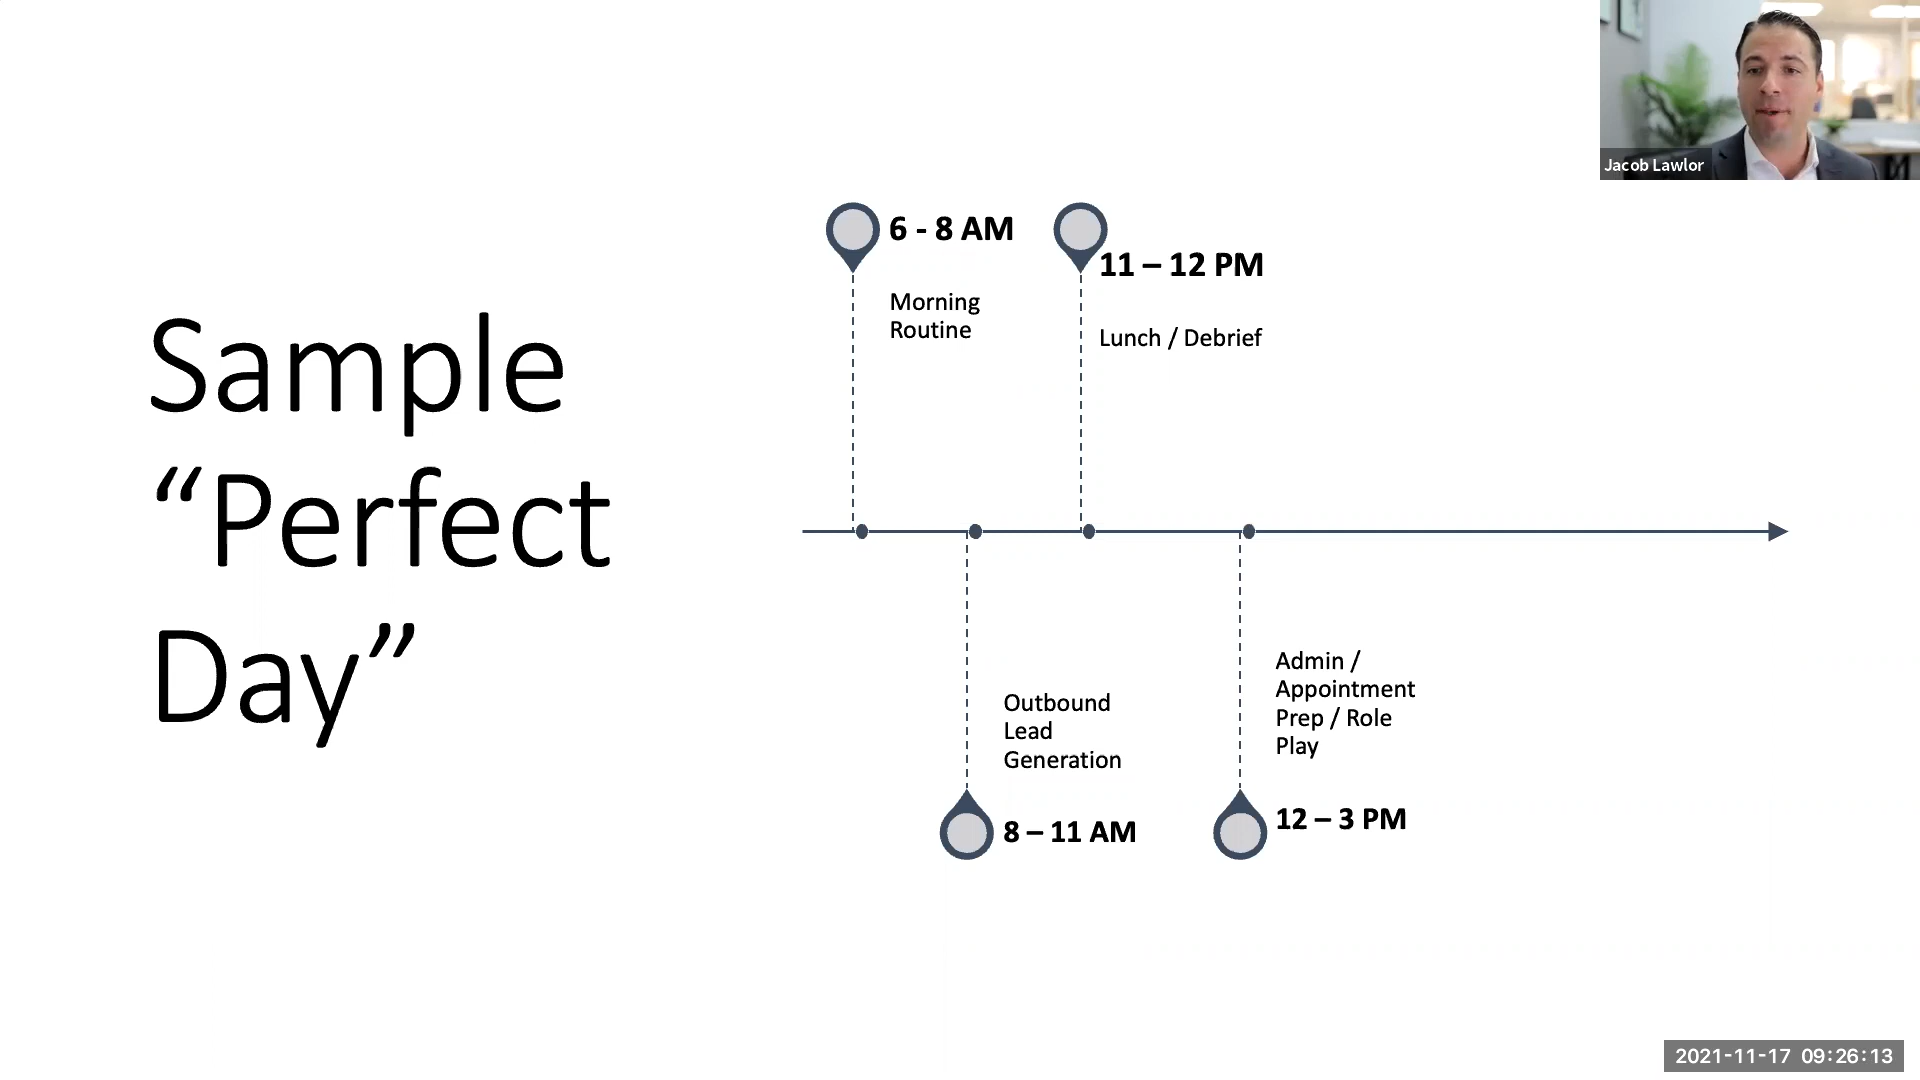 Jacob Lawlor
Sample
“Perfect
Day”
6 - 8 AM
Morning
Routine
11 – 12 PM
Lunch / Debrief
Outbound
Lead
Generation
8 – 11 AM
Admin /
Appointment
Prep / Role
Play
12 – 3 PM
2021-11-17 09:26:13